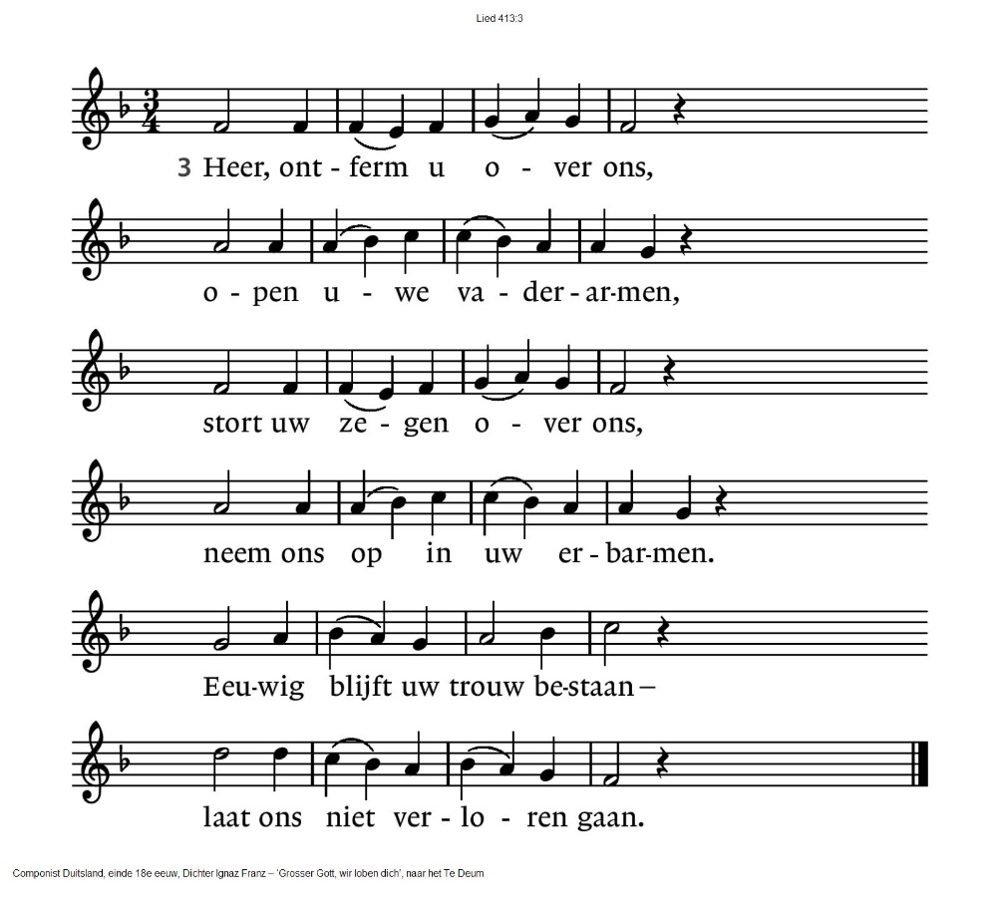 Lied 413:3
3
4
3 Heer, ont - ferm u o - ver ons,
o - pen u - we va - der - ar-men,
stort uw ze - gen o - ver ons,
neem ons op in uw er - bar-men.
Eeu-wig blijft uw trouw be-staan –
laat ons niet ver - lo - ren gaan.
Componist Duitsland, einde 18e eeuw, Dichter Ignaz Franz – 'Grosser Gott, wir loben dich', naar het Te Deum